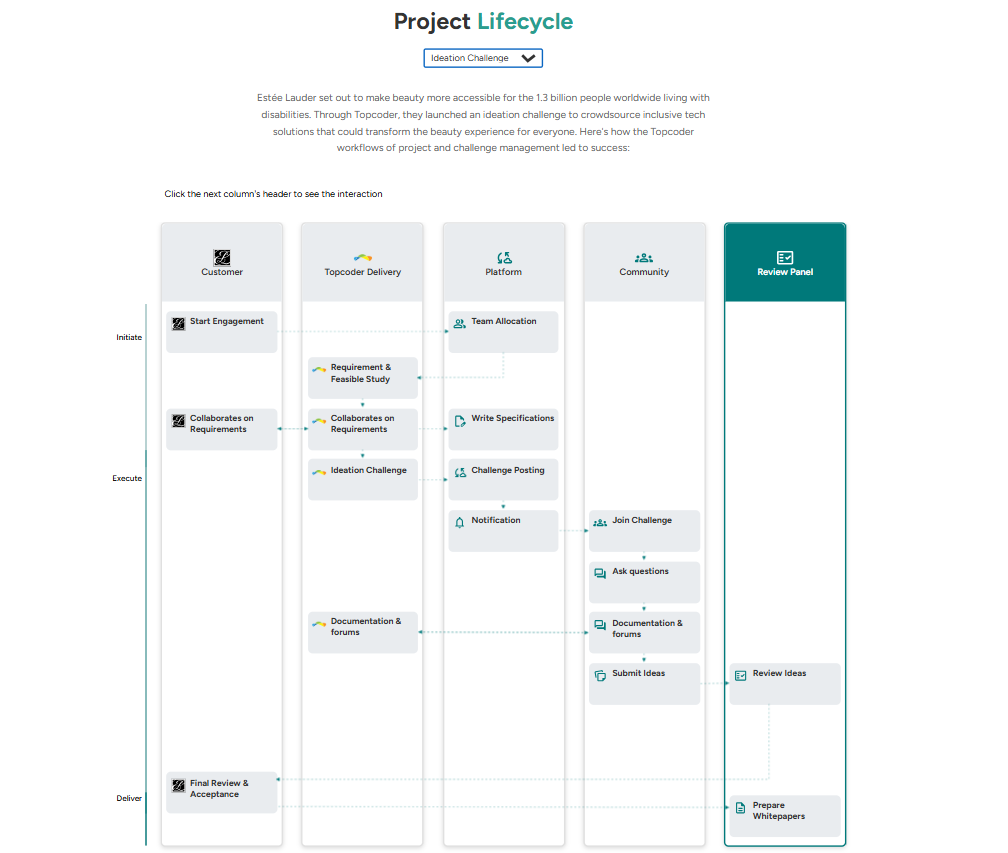 Project Lifecycle
Ideation Challenge
Estée Lauder set out to make beauty more accessible for the 1.3 billion people worldwide living with
disabilities. Through Topcoder, they launched an ideation challenge to crowdsource inclusive tech
solutions that could transform the beauty experience for everyone. Here's how the Topcoder
workflows of project and challenge management led to success:
Click the next column's header to see the interaction
Customer
Topcoder Delivery
Platform
Community
Review Panel
Initiate
Start Engagement
Team Allocation
Requirement &
Feasible Study
Collaborates on
Requirements
Collaborates on
Requirements
Write Specifications
Execute
Ideation Challenge
Challenge Posting
Notification
Join Challenge
Ask questions
Documentation &
forums
Documentation &
forums
Submit Ideas
Review Ideas
Final Review &
Acceptance
Deliver
Prepare
Whitepapers